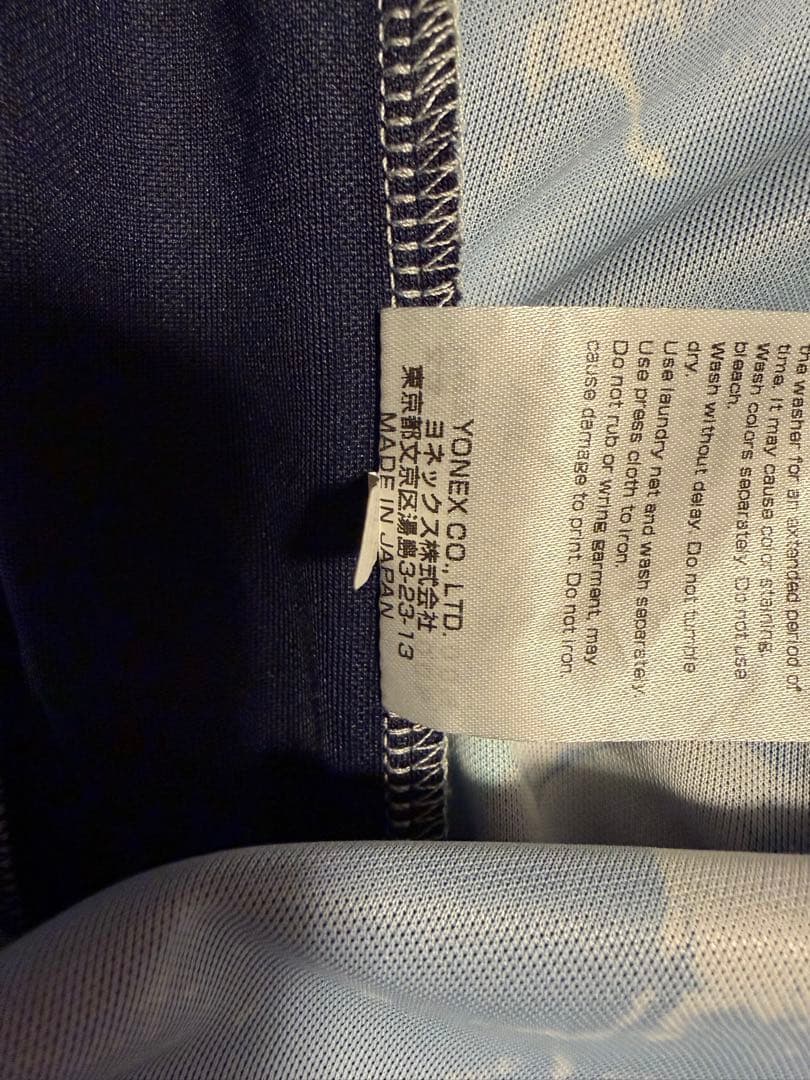 the washer for an extended period of
time. It may cause color staining.
Wash colors separately. Do not use
bleach.
Wash without delay. Do not tumble
dry.
Use laundry net and wash separately
Use press cloth to iron.
Do not rub or wring garment, may
cause damage to print. Do not iron
YONEX CO., LTD.
ヨネックス株式会社
東京都文京区湯島3-23-13
MADE IN JAPAN